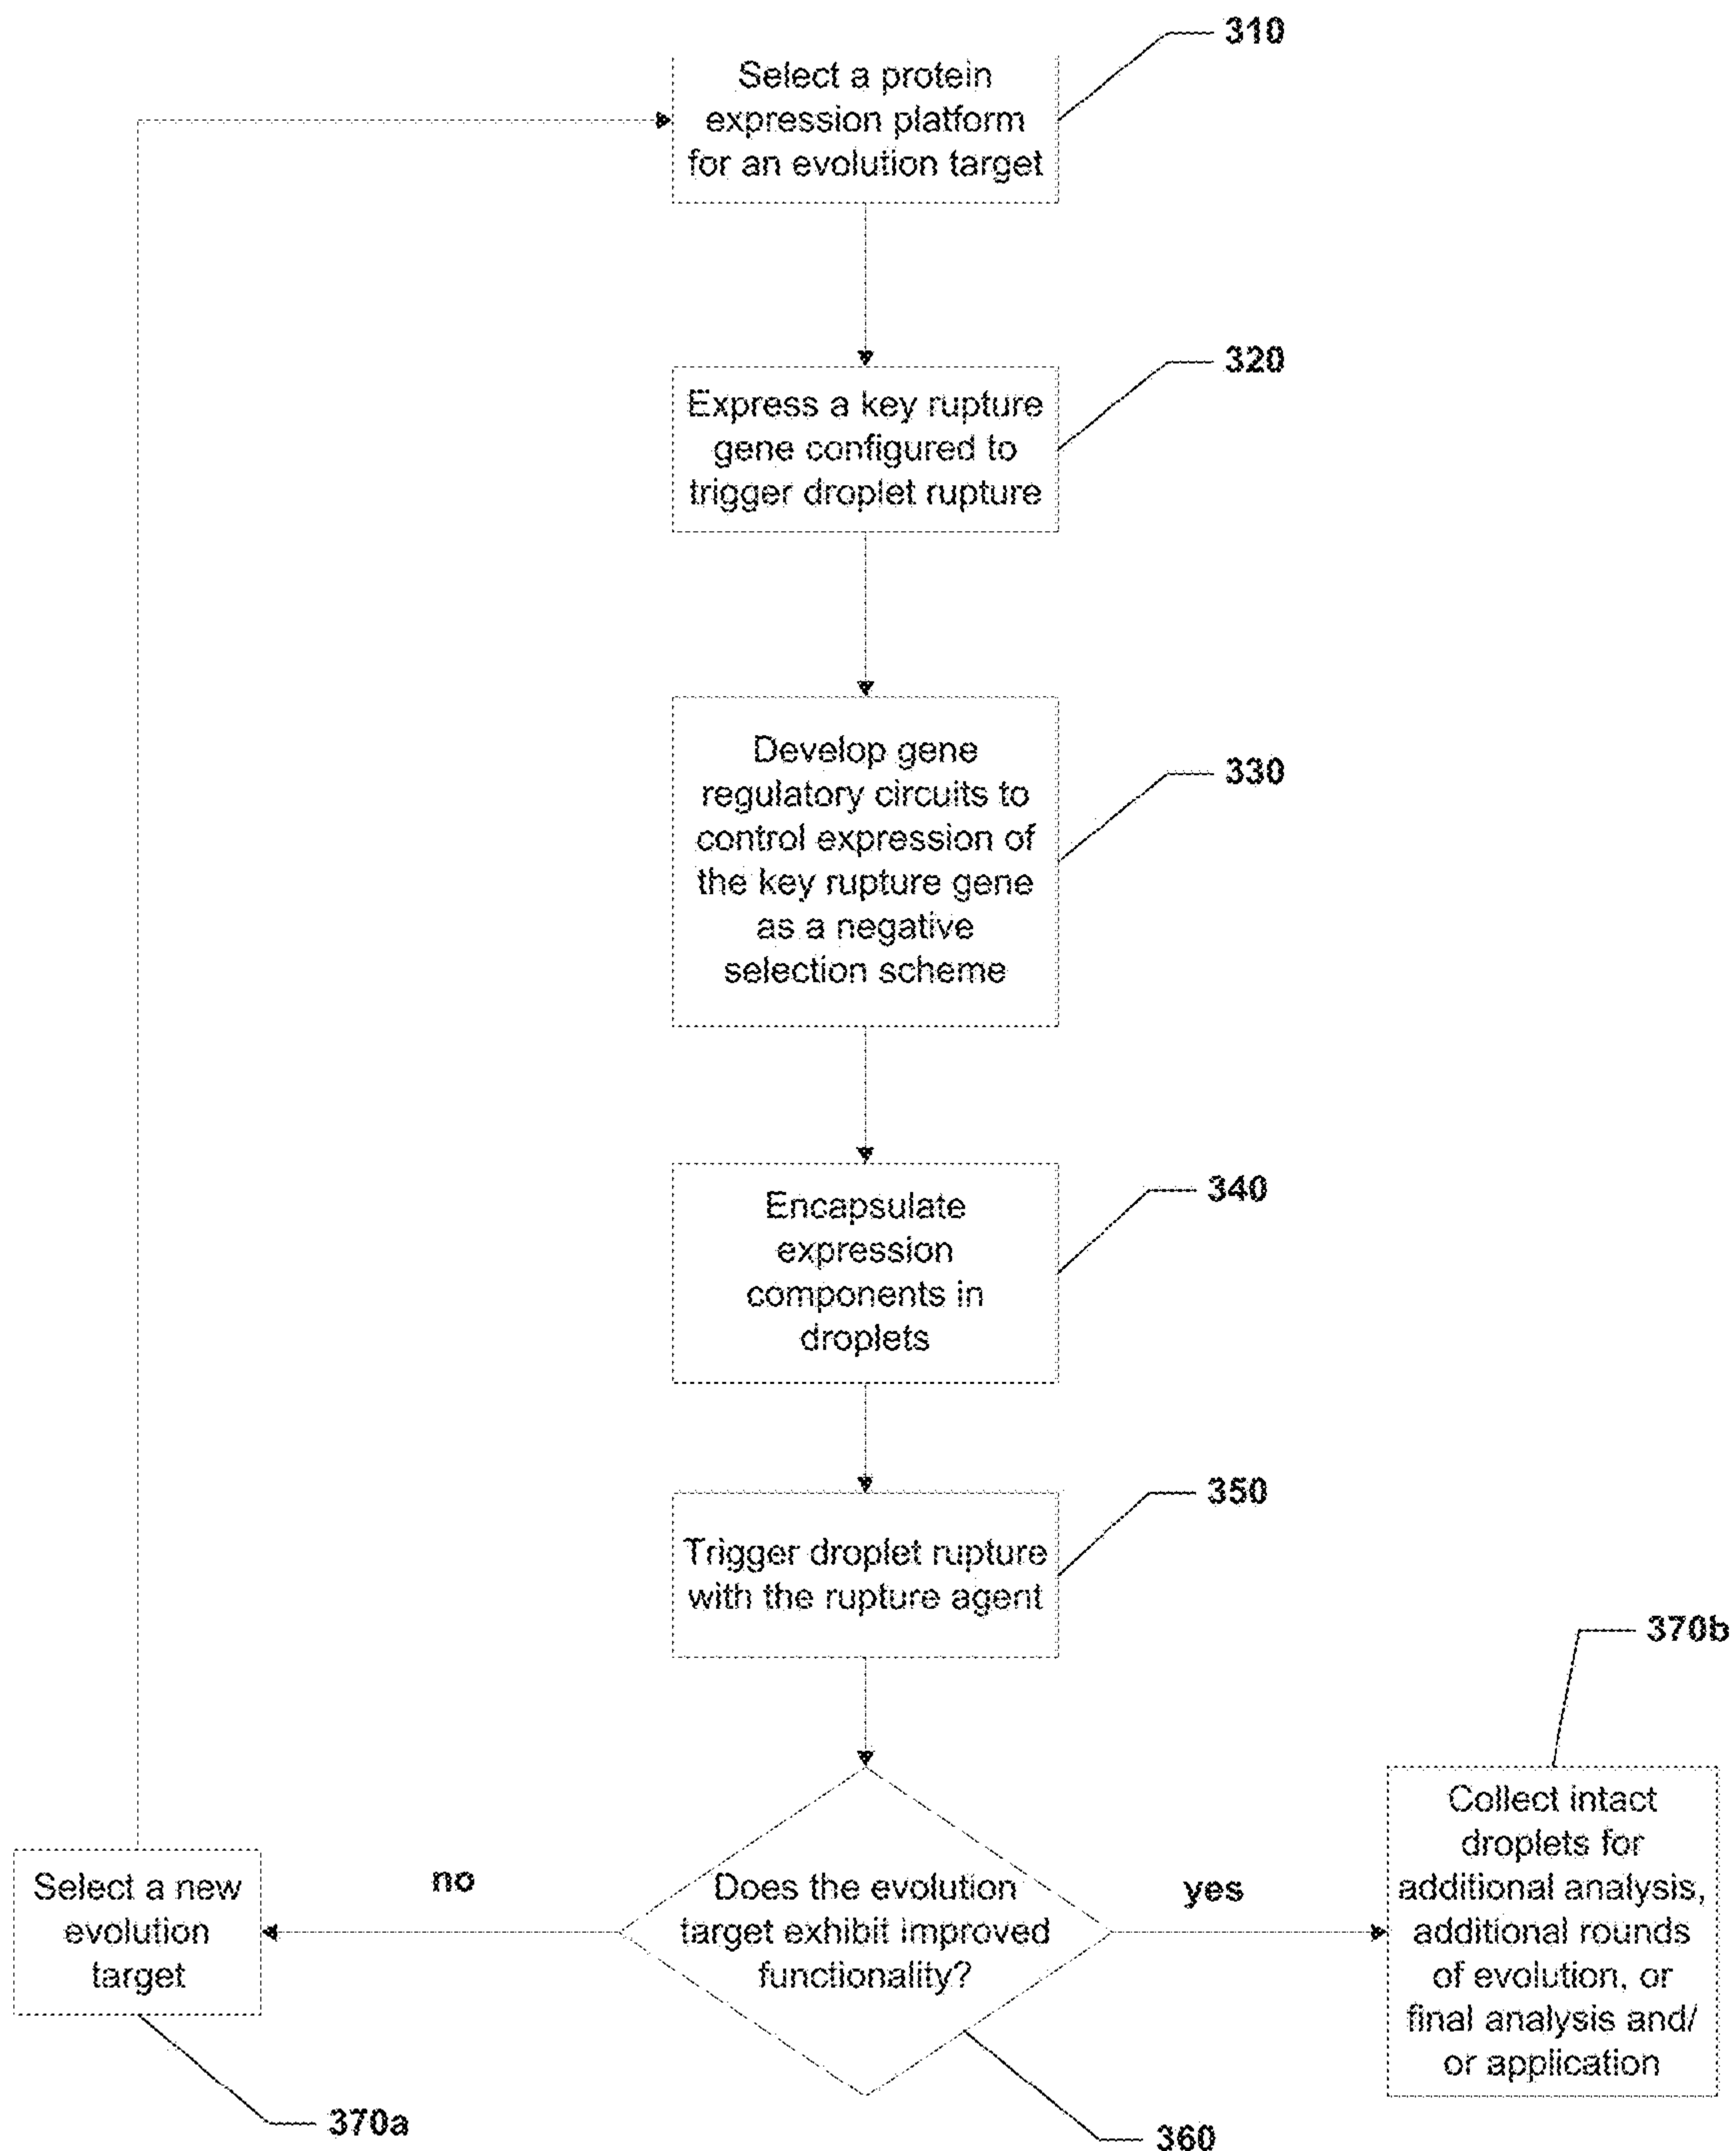 310
Select a protein
expression platform
for an evolution target
320
Express a key rupture
gene configured to
trigger droplet rupture
330
Develop gene
regulatory circuits to
control expression of
the key rupture gene
as a negative
selection scheme
340
Encapsulate
expression
components in
droplets
350
Trigger droplet rupture
with the rupture agent
370b
Select a new
evolution
target
no
Does the evolution
target exhibit improved
functionality?
yes
Collect intact
droplets for
additional analysis,
additional rounds
of evolution, or
final analysis and/
or application
370a
360